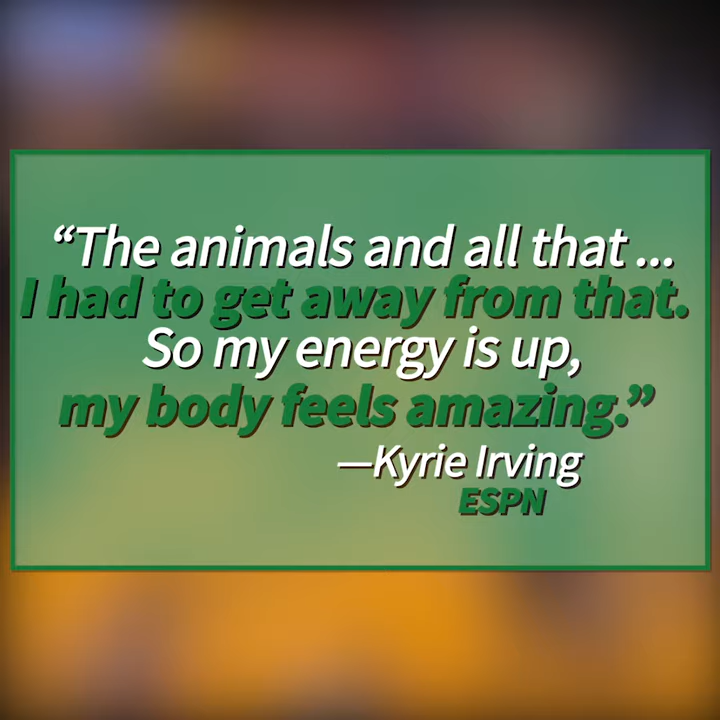 “The animals and all that ...
I had to get away from that.
So my energy is up,
my body feels amazing.”
—Kyrie Irving
ESPN